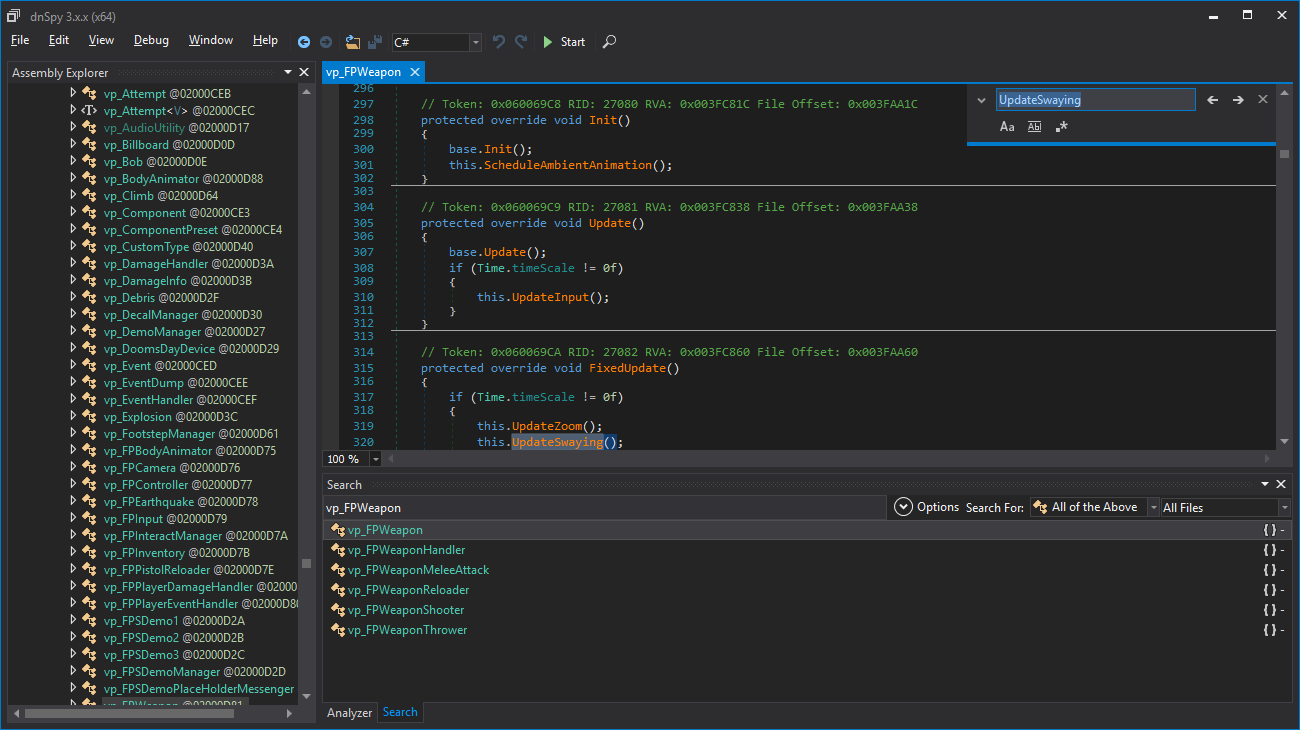 dnSpy 3.x.x (x64)
File Edit View Debug Window Help C# Start
Assembly Explorer
vp_Attempt @02000CEB
vp_Attempt<V> @02000CEC
vp_AudioUtility @02000D17
vp_Billboard @02000D0D
vp_Bob @02000D0E
vp_BodyAnimator @02000D88
vp_Climb @02000D64
vp_Component @02000CE3
vp_ComponentPreset @02000CE4
vp_CustomType @02000D40
vp_DamageHandler @02000D3A
vp_DamageInfo @02000D3B
vp_Debris @02000D2F
vp_DecalManager @02000D30
vp_DemoManager @02000D27
vp_DoomsDayDevice @02000D29
vp_Event @02000CED
vp_EventDump @02000CEE
vp_EventHandler @02000CEF
vp_Explosion @02000D3C
vp_FootstepManager @02000D61
vp_FPBodyAnimator @02000D75
vp_FPCamera @02000D76
vp_FPController @02000D77
vp_FPEarthquake @02000D78
vp_FPInput @02000D79
vp_FPInteractManager @02000D7A
vp_FPInventory @02000D7B
vp_FPPistolReloader @02000D7E
vp_FPPlayerDamageHandler @02000
vp_FPPlayerEventHandler @02000D80
vp_FPSDemo1 @02000D2A
vp_FPSDemo2 @02000D2B
vp_FPSDemo3 @02000D2C
vp_FPSDemoManager @02000D2D
vp_FPSDemoPlaceHolderMessenger
vp_FPWeapon @02000D81
vp_FPWeapon
296
297 // Token: 0x060069C8 RID: 27080 RVA: 0x003FC81C File Offset: 0x003FAA1C
298 protected override void Init()
299 {
300 base.Init();
301 this.ScheduleAmbientAnimation();
302 }
303
304 // Token: 0x060069C9 RID: 27081 RVA: 0x003FC838 File Offset: 0x003FAA38
305 protected override void Update()
306 {
307 base.Update();
308 if (Time.timeScale != 0f)
309 {
310 this.UpdateInput();
311 }
312 }
313
314 // Token: 0x060069CA RID: 27082 RVA: 0x003FC860 File Offset: 0x003FAA60
315 protected override void FixedUpdate()
316 {
317 if (Time.timeScale != 0f)
318 {
319 this.UpdateZoom();
320 this.UpdateSwaying();
UpdateSwaying
Aa Ab .*
100 %
Search
vp_FPWeapon Options Search For: All of the Above All Files
vp_FPWeapon {} -
vp_FPWeaponHandler {} -
vp_FPWeaponMeleeAttack {} -
vp_FPWeaponReloader {} -
vp_FPWeaponShooter {} -
vp_FPWeaponThrower {} -
Analyzer Search